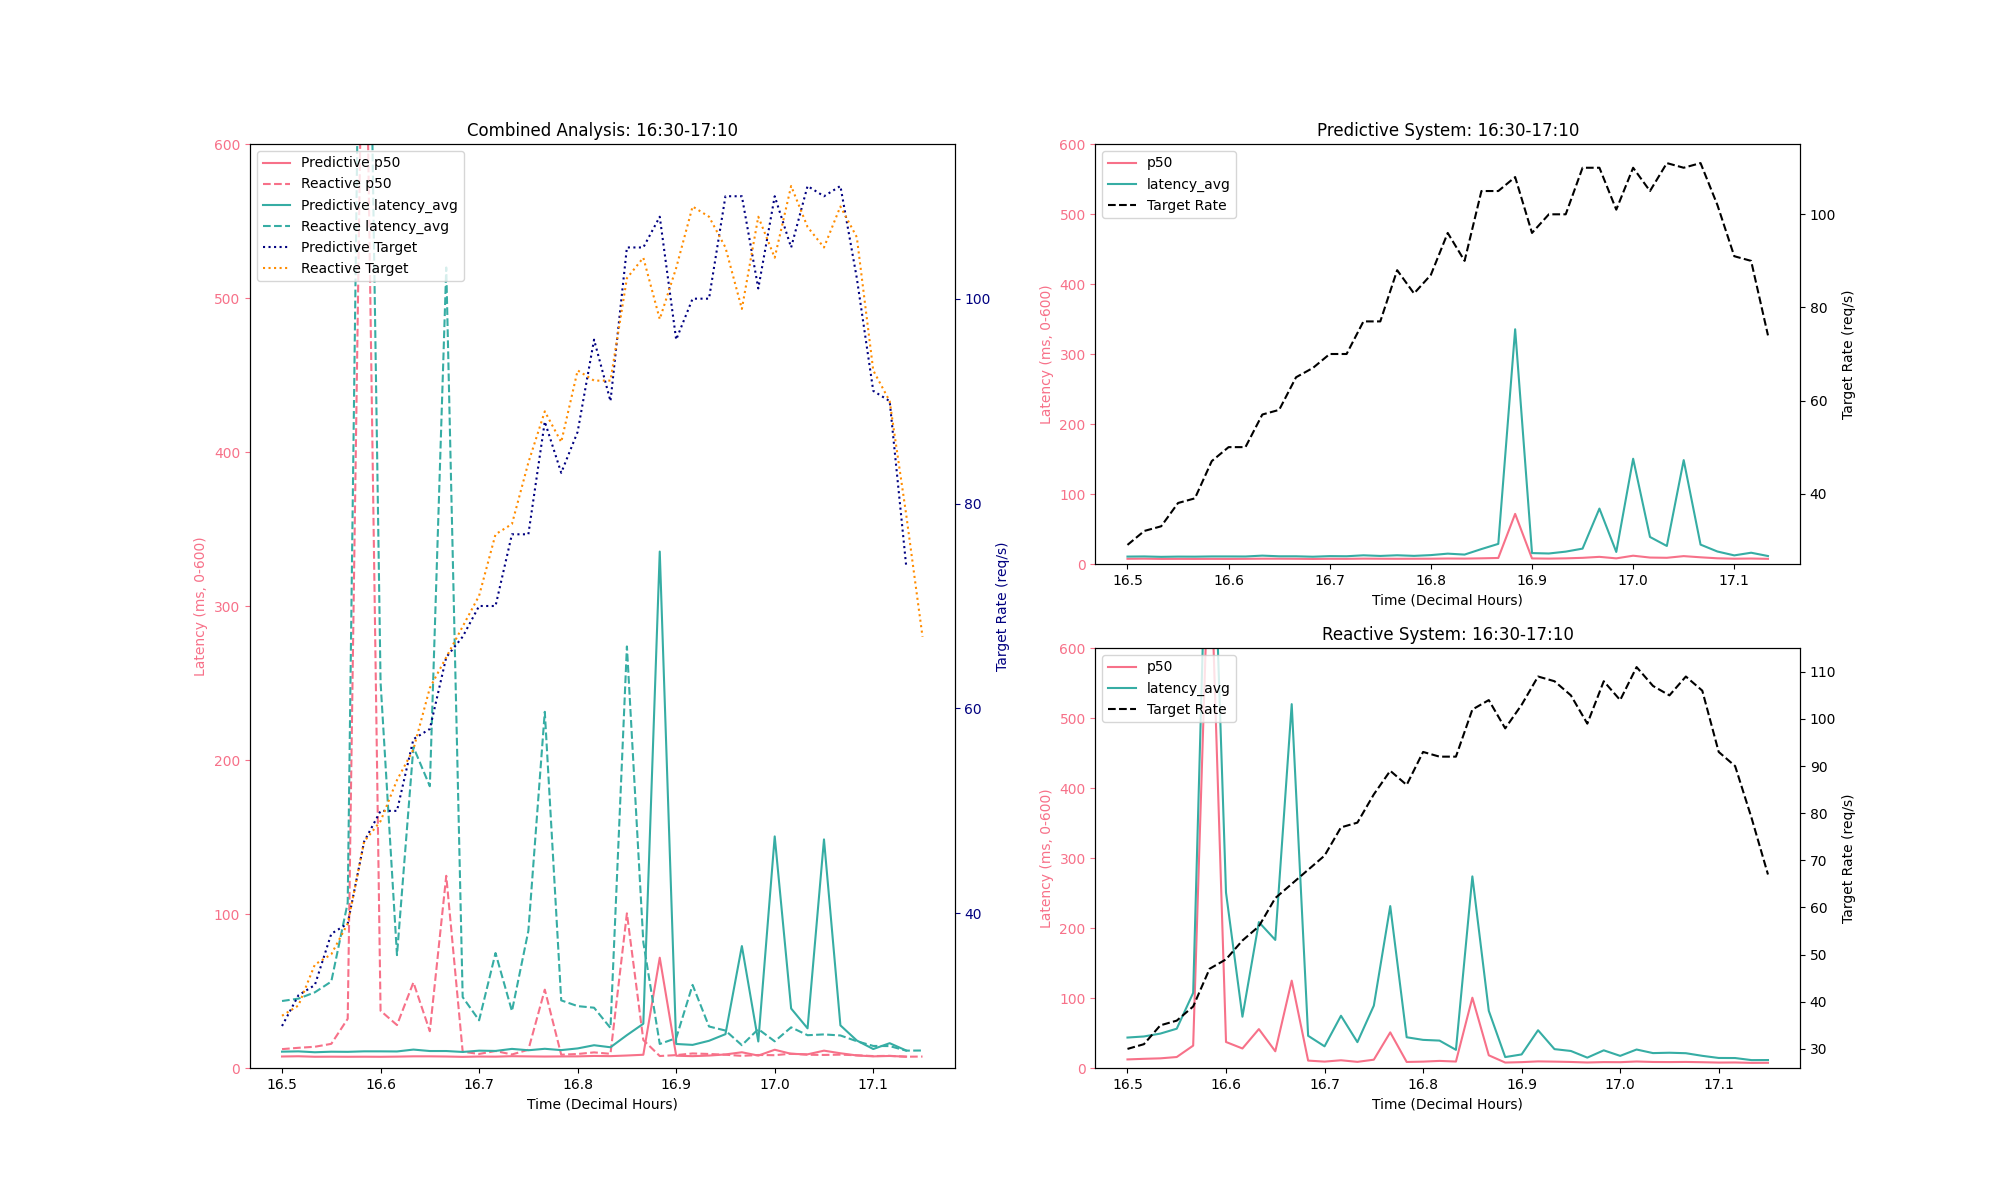 Combined Analysis: 16:30-17:10
Predictive p50
Reactive p50
Predictive latency_avg
Reactive latency_avg
Predictive Target
Reactive Target
600
500
400
300
200
100
0
Latency (ms, 0-600)
100
80
60
40
Target Rate (req/s)
16.5 16.6 16.7 16.8 16.9 17.0 17.1
Time (Decimal Hours)
Predictive System: 16:30-17:10
p50
latency_avg
Target Rate
600
500
400
300
200
100
0
Latency (ms, 0-600)
100
80
60
40
Target Rate (req/s)
16.5 16.6 16.7 16.8 16.9 17.0 17.1
Time (Decimal Hours)
Reactive System: 16:30-17:10
p50
latency_avg
Target Rate
600
500
400
300
200
100
0
Latency (ms, 0-600)
110
100
90
80
70
60
50
40
30
Target Rate (req/s)
16.5 16.6 16.7 16.8 16.9 17.0 17.1
Time (Decimal Hours)